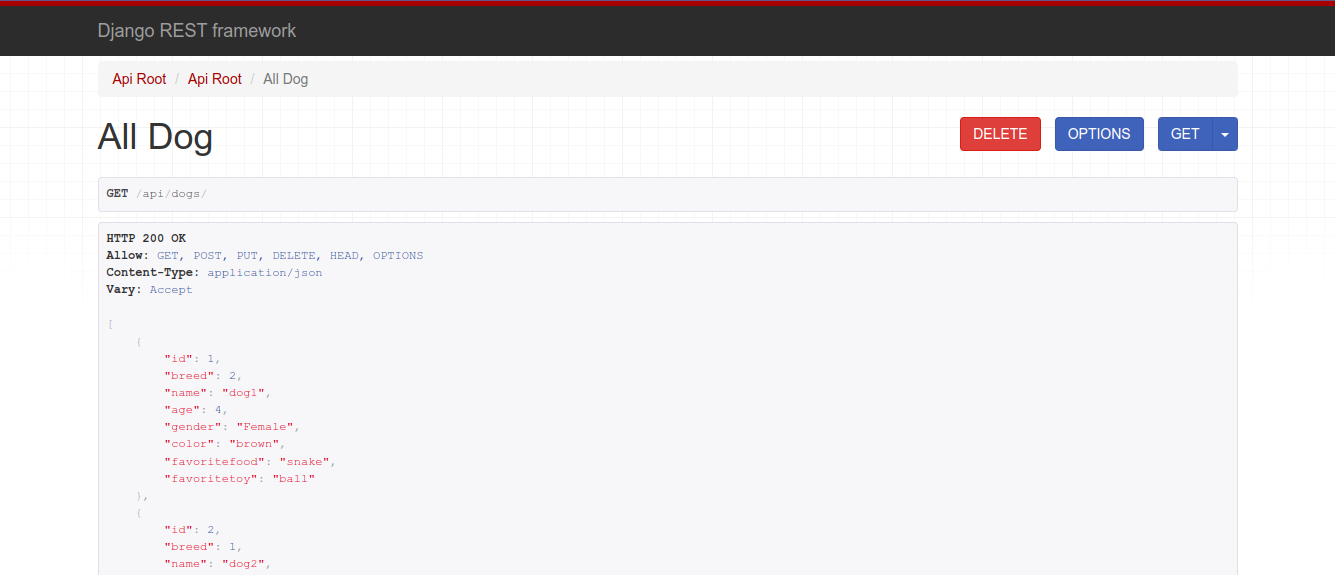 Django REST framework
Api Root / Api Root / All Dog
All Dog
DELETE OPTIONS GET
GET /api/dogs/
HTTP 200 OK
Allow: GET, POST, PUT, DELETE, HEAD, OPTIONS
Content-Type: application/json
Vary: Accept
[
{
"id": 1,
"breed": 2,
"name": "dog1",
"age": 4,
"gender": "Female",
"color": "brown",
"favoritefood": "snake",
"favoritetoy": "ball"
},
{
"id": 2,
"breed": 1,
"name": "dog2",